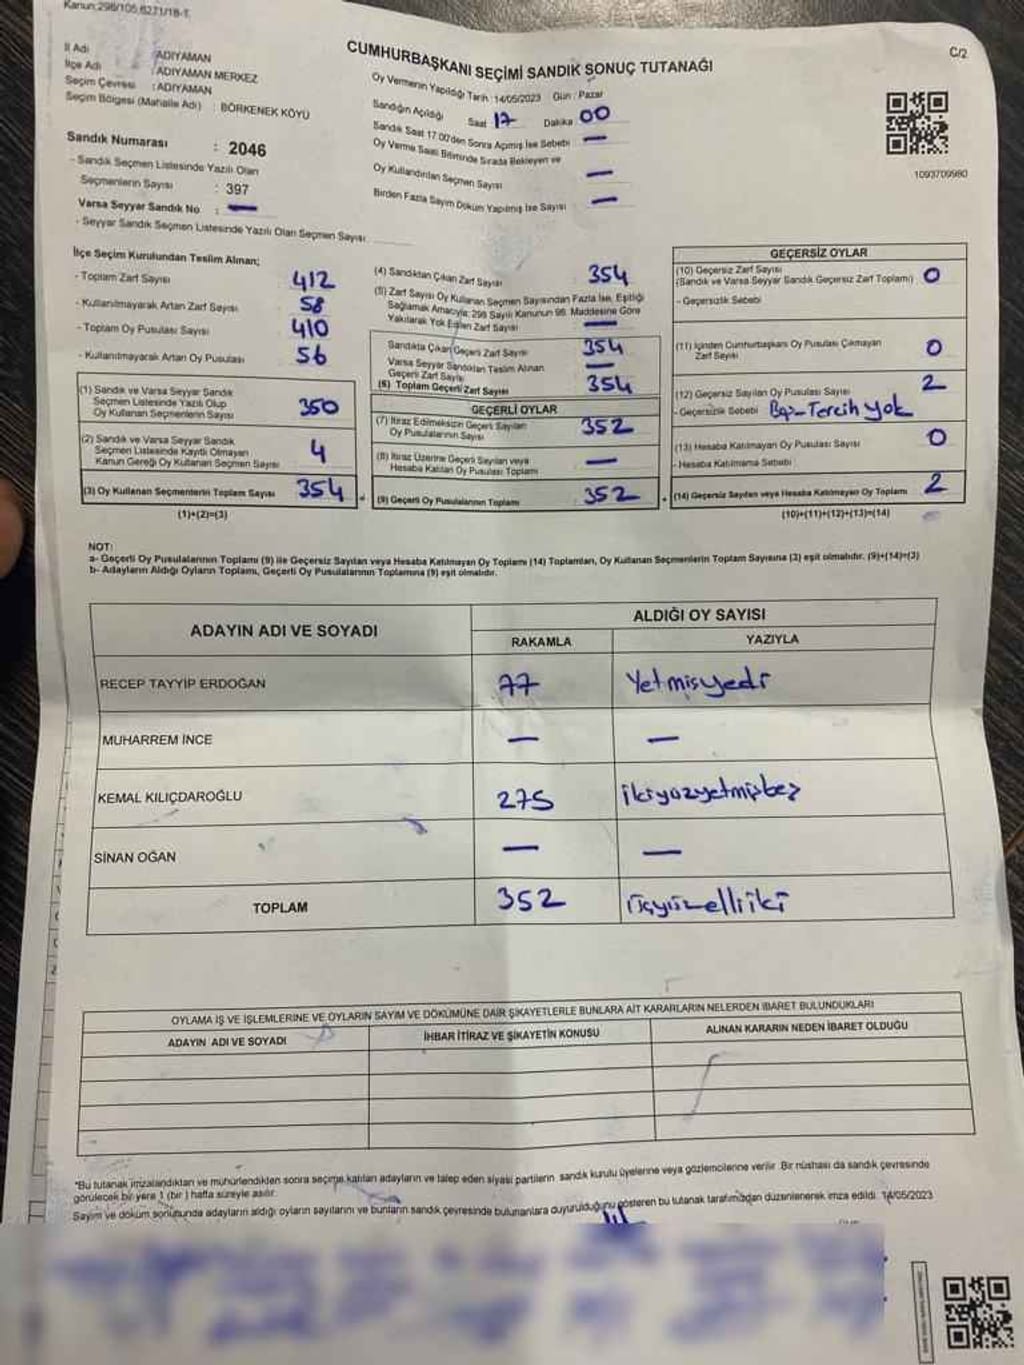 Kanun:298/105,6271/18-T.
C/2
CUMHURBAŞKANI SEÇİMİ SANDIK SONUÇ TUTANAĞI
İl Adı : ADIYAMAN
İlçe Adı : ADIYAMAN MERKEZ
Seçim Çevresi : ADIYAMAN
Seçim Bölgesi (Mahalle Adı) : BÖRKENEK KÖYÜ
Sandık Numarası : 2046
- Sandık Seçmen Listesinde Yazılı Olan
Seçmenlerin Sayısı : 397
Varsa Seyyar Sandık No : —
- Seyyar Sandık Seçmen Listesinde Yazılı Olan Seçmen Sayısı
Oy Vermenin Yapıldığı Tarih : 14/05/2023 Gün : Pazar
Sandığın Açıldığı Saat 17 Dakika 00
Sandık Saat 17.00'den Sonra Açılmış İse Sebebi —
Oy Verme Saati Bitiminde Sırada Bekleyen ve
Oy Kullandırılan Seçmen Sayısı —
Birden Fazla Sayım Döküm Yapılmış İse Sayısı —
1093709980
İlçe Seçim Kurulundan Teslim Alınan;
- Toplam Zarf Sayısı 412
- Kullanılmayarak Artan Zarf Sayısı 58
- Toplam Oy Pusulası Sayısı 410
- Kullanılmayarak Artan Oy Pusulası 56
(1) Sandık ve Varsa Seyyar Sandık
Seçmen Listesinde Yazılı Olup
Oy Kullanan Seçmenlerin Sayısı 350
(2) Sandık ve Varsa Seyyar Sandık
Seçmen Listesinde Kayıtlı Olmayan
Kanun Gereği Oy Kullanan Seçmen Sayısı 4
(3) Oy Kullanan Seçmenlerin Toplam Sayısı 354
(1)+(2)=(3)
(4) Sandıktan Çıkan Zarf Sayısı 354
(5) Zarf Sayısı Oy Kullanan Seçmen Sayısından Fazla İse, Eşitliği
Sağlamak Amacıyla; 298 Sayılı Kanunun 98. Maddesine Göre
Yakılarak Yok Edilen Zarf Sayısı —
Sandıkta Çıkan Geçerli Zarf Sayısı 354
Varsa Seyyar Sandıktan Teslim Alınan
Geçerli Zarf Sayısı —
(6) Toplam Geçerli Zarf Sayısı 354
GEÇERLİ OYLAR
(7) İtiraz Edilmeksizin Geçerli Sayılan
Oy Pusulalarının Sayısı 352
(8) İtiraz Üzerine Geçerli Sayılan veya
Hesaba Katılan Oy Pusulası Toplamı —
(9) Geçerli Oy Pusulalarının Toplamı 352
GEÇERSİZ OYLAR
(10) Geçersiz Zarf Sayısı
(Sandık ve Varsa Seyyar Sandık Geçersiz Zarf Toplamı) 0
- Geçersizlik Sebebi
(11) İçinden Cumhurbaşkanı Oy Pusulası Çıkmayan
Zarf Sayısı 0
(12) Geçersiz Sayılan Oy Pusulası Sayısı 2
- Geçersizlik Sebebi Boş-Tercih yok
(13) Hesaba Katılmayan Oy Pusulası Sayısı 0
- Hesaba Katılmama Sebebi
(14) Geçersiz Sayılan veya Hesaba Katılmayan Oy Toplamı 2
(10)+(11)+(12)+(13)=(14)
NOT:
a- Geçerli Oy Pusulalarının Toplamı (9) ile Geçersiz Sayılan veya Hesaba Katılmayan Oy Toplamı (14) Toplamları, Oy Kullanan Seçmenlerin Toplam Sayısına (3) eşit olmalıdır. (9)+(14)=(3)
b- Adayların Aldığı Oyların Toplamı, Geçerli Oy Pusulalarının Toplamına (9) eşit olmalıdır.
ADAYIN ADI VE SOYADI
ALDIĞI OY SAYISI
RAKAMLA YAZIYLA
RECEP TAYYİP ERDOĞAN 77 Yetmişyedi
MUHARREM İNCE — —
KEMAL KILIÇDAROĞLU 275 ikiyüzyetmişbeş
SİNAN OĞAN — —
TOPLAM 352 üçyüzelliiki
OYLAMA İŞ VE İŞLEMLERİNE VE OYLARIN SAYIM VE DÖKÜMÜNE DAİR ŞİKAYETLERLE BUNLARA AİT KARARLARIN NELERDEN İBARET BULUNDUKLARI
ADAYIN ADI VE SOYADI İHBAR İTİRAZ VE ŞİKAYETİN KONUSU ALINAN KARARIN NEDEN İBARET OLDUĞU
*Bu tutanak imzalandıktan ve mühürlendikten sonra seçime katılan adayların ve talep eden siyasi partilerin sandık kurulu üyelerine veya gözlemcilerine verilir. Bir nüshası da sandık çevresinde
görülecek bir yere 1 (bir) hafta süreyle asılır.
Sayım ve döküm sonucunda adayların aldığı oyların sayılarını ve bunların sandık çevresinde bulunanlara duyurulduğunu gösteren bu tutanak tarafımızdan düzenlenerek imza edildi. 14/05/2023